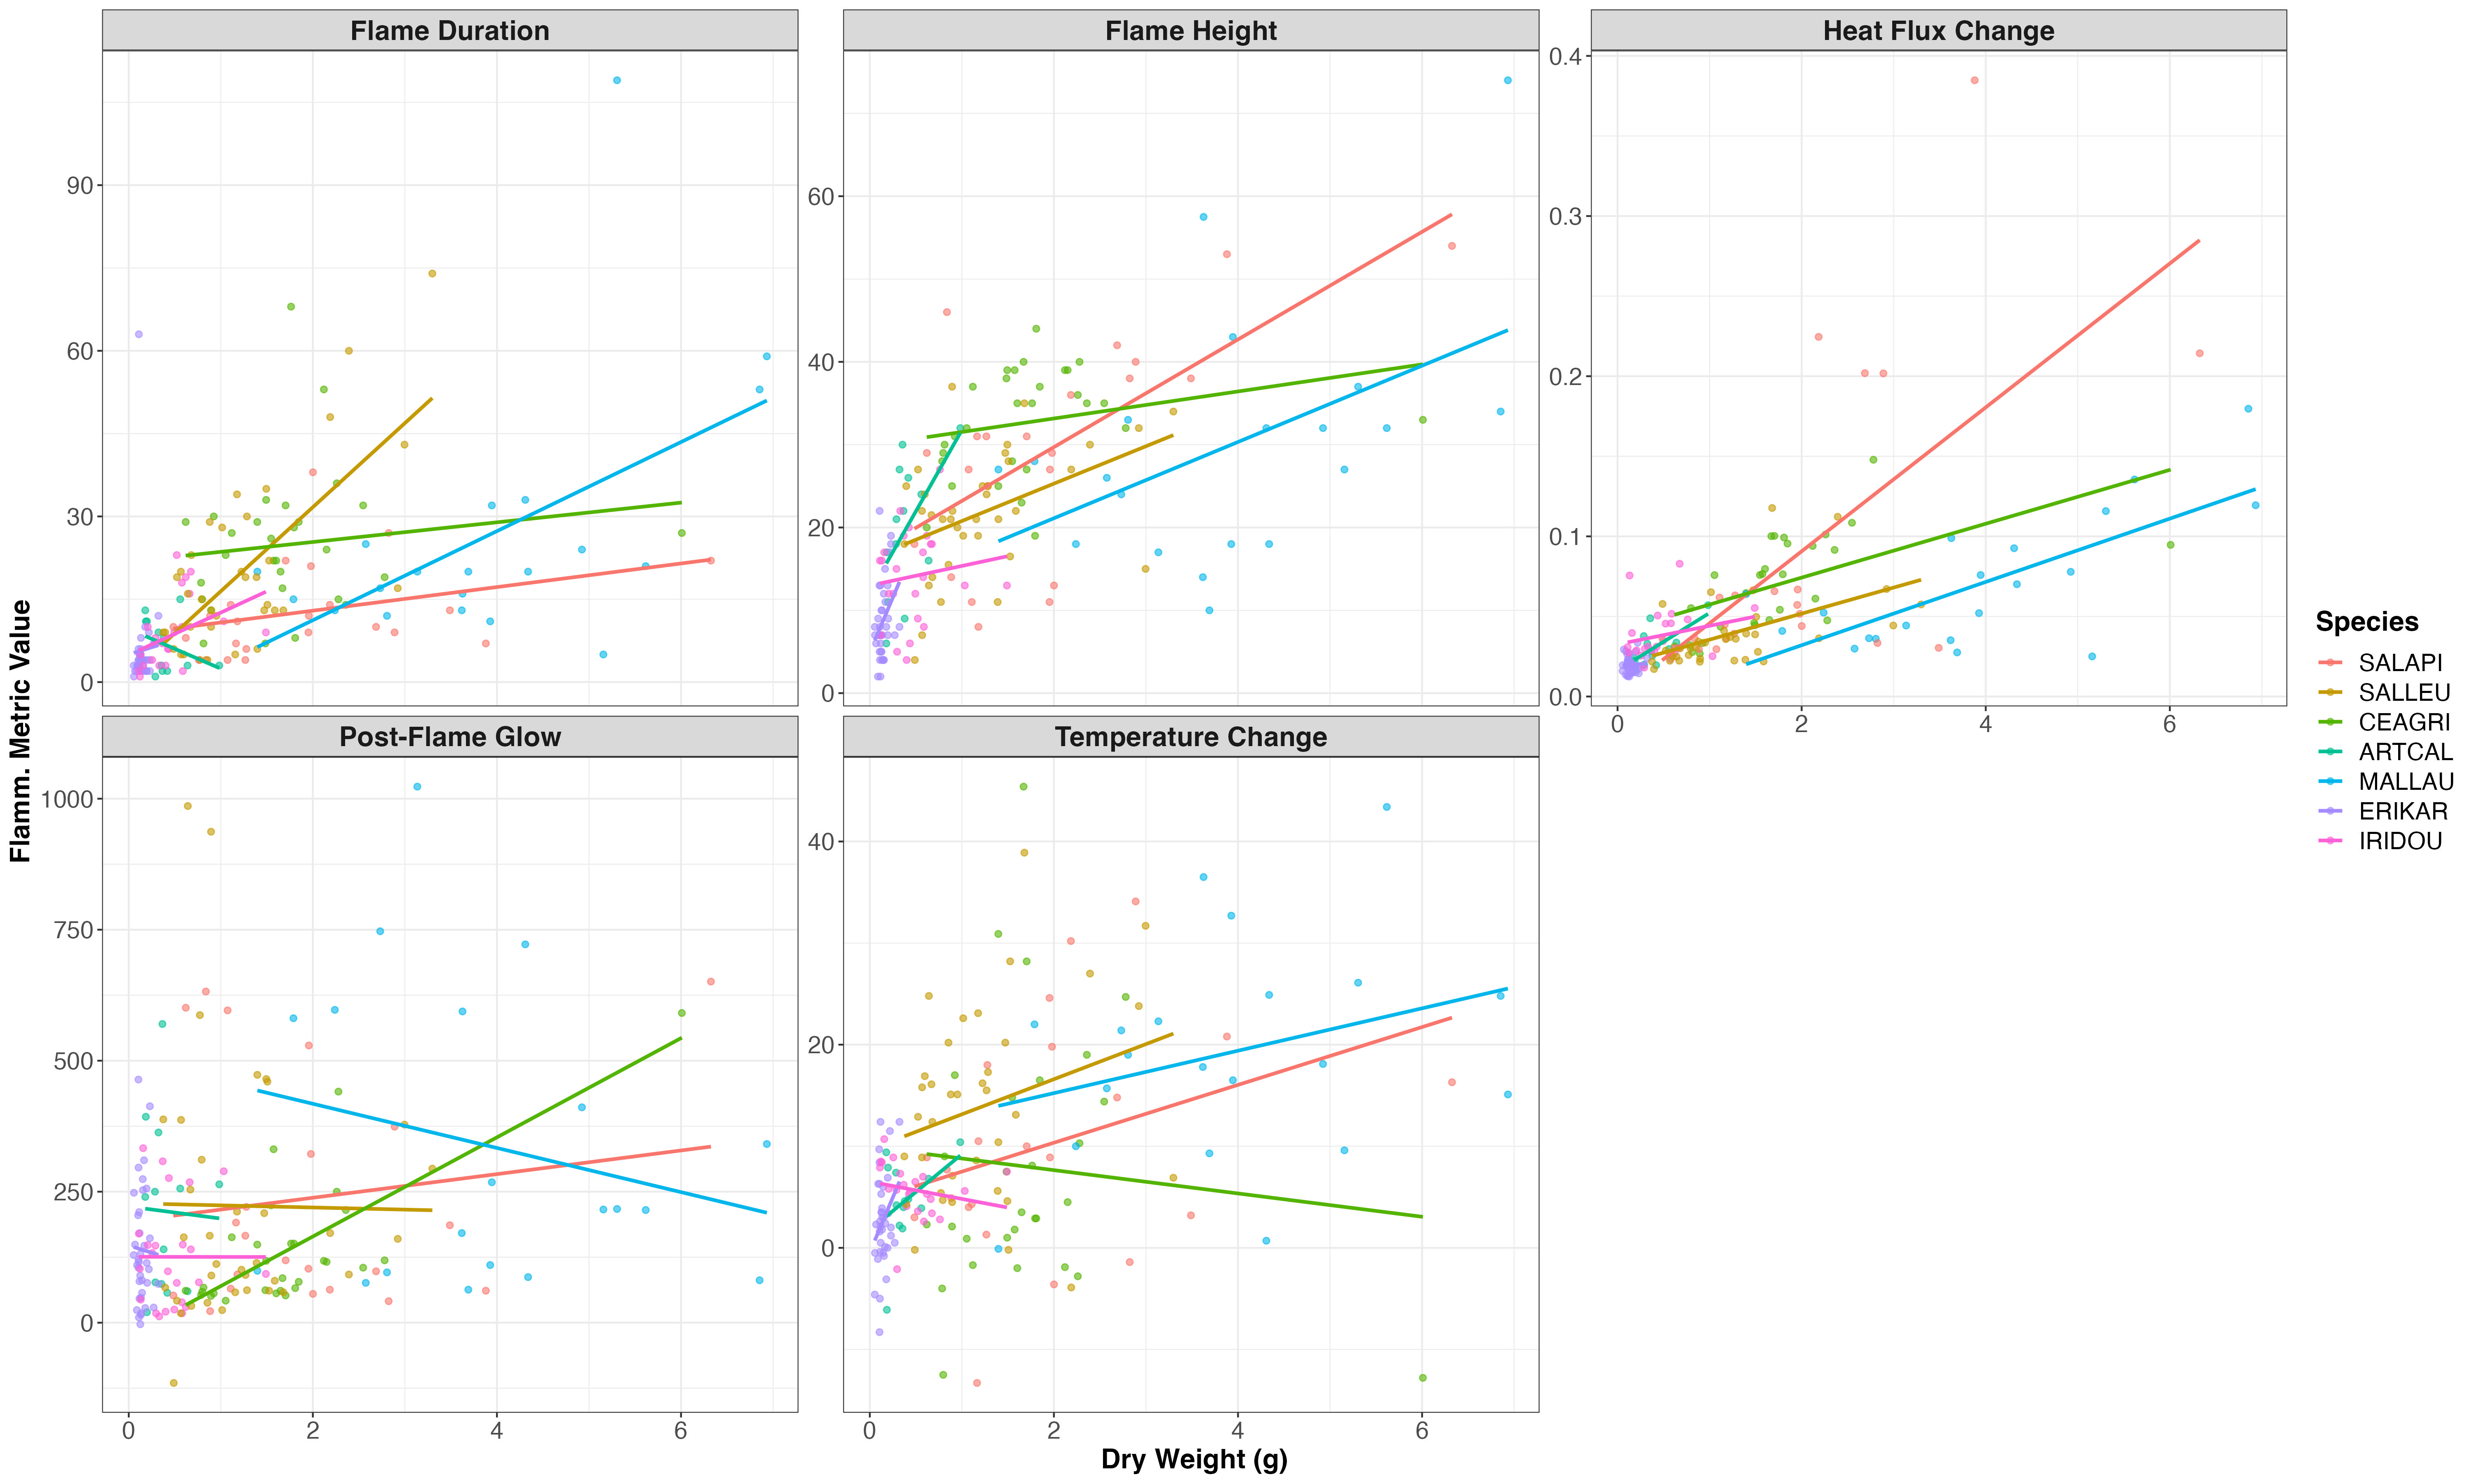 Flame Duration
Flame Height
Heat Flux Change
90
60
30
0
60
40
20
0
0.4
0.3
0.2
0.1
0.0
0 2 4 6
Flamm. Metric Value
Post-Flame Glow
Temperature Change
1000
750
500
250
0
0 2 4 6
40
20
0
0 2 4 6
Dry Weight (g)
Species
SALAPI
SALLEU
CEAGRI
ARTCAL
MALLAU
ERIKAR
IRIDOU